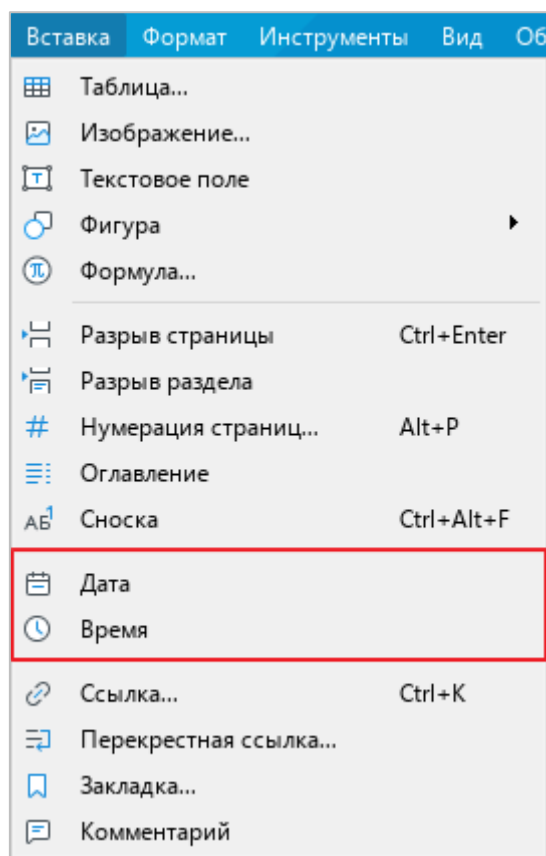 Вставка Формат Инструменты Вид Об
Таблица...
Изображение...
Текстовое поле
Фигура
Формула...
Разрыв страницы Ctrl+Enter
Разрыв раздела
Нумерация страниц... Alt+P
Оглавление
Сноска Ctrl+Alt+F
Дата
Время
Ссылка... Ctrl+K
Перекрестная ссылка...
Закладка...
Комментарий